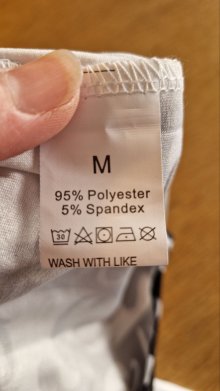 M
95% Polyester
5% Spandex
30
WASH WITH LIKE